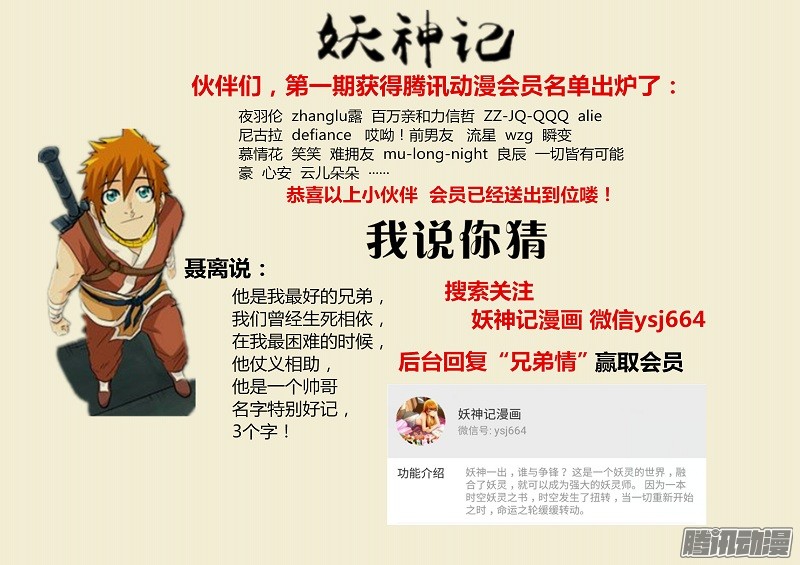 妖神记
伙伴们，第一期获得腾讯动漫会员名单出炉了：
夜羽伦 zhanglu露 百万亲和力信哲 ZZ-JQ-QQQ alie
尼古拉 defiance 哎呦！前男友 流星 wzg 瞬变
慕情花 笑笑 难拥友 mu-long-night 良辰 一切皆有可能
豪 心安 云儿朵朵 ······
恭喜以上小伙伴 会员已经送出到位喽！
我说你猜
聂离说：
他是我最好的兄弟，
我们曾经生死相依，
在我最困难的时候，
他仗义相助，
他是一个帅哥
名字特别好记，
3个字！
搜索关注
妖神记漫画 微信ysj664
后台回复“兄弟情”赢取会员
妖神记漫画
微信号: ysj664
功能介绍
妖神一出，谁与争锋？这是一个妖灵的世界，融
合了妖灵，就可以成为强大的妖灵师。 因为一本
时空妖灵之书，时空发生了扭转，当一切重新开始
之时，命运之轮缓缓转动。
腾讯动漫